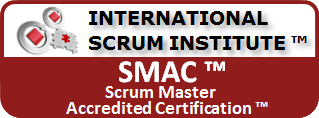 INTERNATIONAL
SCRUM INSTITUTE ™
SMAC ™
Scrum Master
Accredited Certification ™